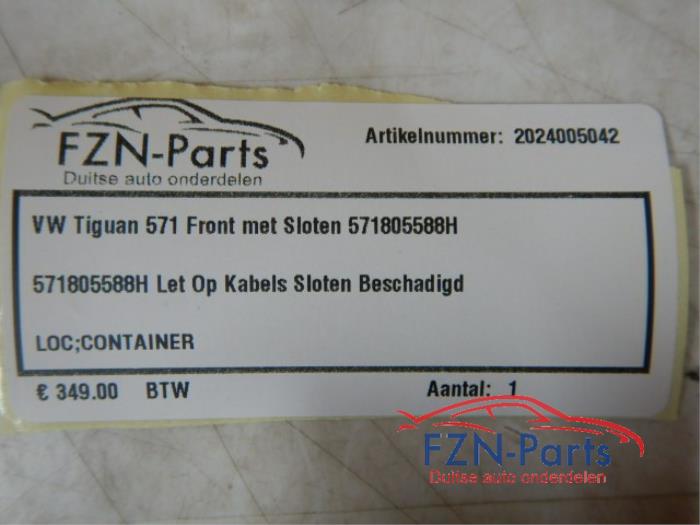 FZN-Parts
Duitse auto onderdelen
Artikelnummer: 2024005042
VW Tiguan 571 Front met Sloten 571805588H
571805588H Let Op Kabels Sloten Beschadigd
LOC;CONTAINER
€ 349.00 BTW Aantal: 1
FZN-Parts
Duitse auto onderdelen